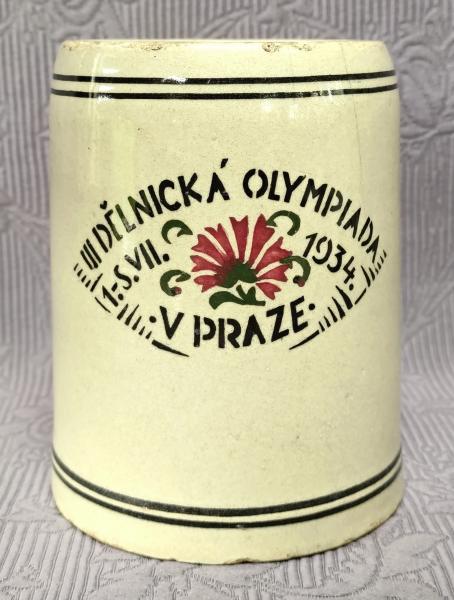 III DĚLNICKÁ OLYMPIADA
1.-5.VII. 1934.
·V PRAZE·